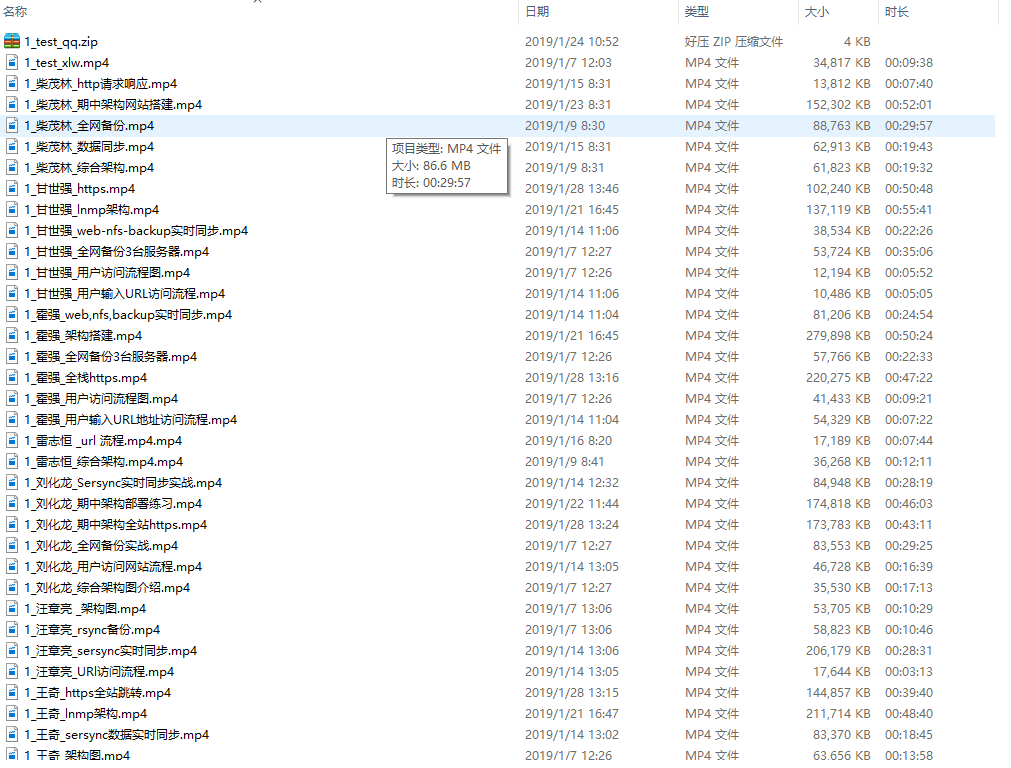 名称 日期 类型 大小 时长
1_test_qq.zip 2019/1/24 10:52 好压 ZIP 压缩文件 4 KB
1_test_xlw.mp4 2019/1/7 12:03 MP4 文件 34,817 KB 00:09:38
1_柴茂林_http请求响应.mp4 2019/1/15 8:31 MP4 文件 13,812 KB 00:07:40
1_柴茂林_期中架构网站搭建.mp4 2019/1/23 8:31 MP4 文件 152,302 KB 00:52:01
1_柴茂林_全网备份.mp4 2019/1/9 8:30 MP4 文件 88,763 KB 00:29:57
1_柴茂林_数据同步.mp4 2019/1/15 8:31 MP4 文件 62,913 KB 00:19:43
项目类型: MP4 文件
1_柴茂林_综合架构.mp4 2019/1/9 8:31 MP4 文件 61,823 KB 00:19:32
大小: 86.6 MB
时长: 00:29:57
1_甘世强_https.mp4 2019/1/28 13:46 MP4 文件 102,240 KB 00:50:48
1_甘世强_lnmp架构.mp4 2019/1/21 16:45 MP4 文件 137,119 KB 00:55:41
1_甘世强_web-nfs-backup实时同步.mp4 2019/1/14 11:06 MP4 文件 38,534 KB 00:22:26
1_甘世强_全网备份3台服务器.mp4 2019/1/7 12:27 MP4 文件 53,724 KB 00:35:06
1_甘世强_用户访问流程图.mp4 2019/1/7 12:26 MP4 文件 12,194 KB 00:05:52
1_甘世强_用户输入URL访问流程.mp4 2019/1/14 11:06 MP4 文件 10,486 KB 00:05:05
1_霍强_web,nfs,backup实时同步.mp4 2019/1/14 11:04 MP4 文件 81,206 KB 00:24:54
1_霍强_架构搭建.mp4 2019/1/21 16:45 MP4 文件 279,898 KB 00:50:24
1_霍强_全网备份3台服务器.mp4 2019/1/7 12:26 MP4 文件 57,766 KB 00:22:33
1_霍强_全栈https.mp4 2019/1/28 13:16 MP4 文件 220,275 KB 00:47:22
1_霍强_用户访问流程图.mp4 2019/1/7 12:26 MP4 文件 41,433 KB 00:09:21
1_霍强_用户输入URL地址访问流程.mp4 2019/1/14 11:04 MP4 文件 54,329 KB 00:07:22
1_雷志恒 _url 流程.mp4.mp4 2019/1/16 8:20 MP4 文件 17,189 KB 00:07:44
1_雷志恒_综合架构.mp4.mp4 2019/1/9 8:41 MP4 文件 36,268 KB 00:12:11
1_刘化龙_Sersync实时同步实战.mp4 2019/1/14 12:32 MP4 文件 84,948 KB 00:28:19
1_刘化龙_期中架构部署练习.mp4 2019/1/22 11:44 MP4 文件 174,818 KB 00:46:03
1_刘化龙_期中架构全站https.mp4 2019/1/28 13:24 MP4 文件 173,783 KB 00:43:11
1_刘化龙_全网备份实战.mp4 2019/1/7 12:27 MP4 文件 83,553 KB 00:29:25
1_刘化龙_用户访问网站流程.mp4 2019/1/14 13:05 MP4 文件 46,728 KB 00:16:39
1_刘化龙_综合架构图介绍.mp4 2019/1/7 12:27 MP4 文件 35,530 KB 00:17:13
1_汪章亮 _架构图.mp4 2019/1/7 13:06 MP4 文件 53,705 KB 00:10:29
1_汪章亮_rsync备份.mp4 2019/1/7 13:06 MP4 文件 58,823 KB 00:10:46
1_汪章亮_sersync实时同步.mp4 2019/1/14 13:06 MP4 文件 206,179 KB 00:28:31
1_汪章亮_URl访问流程.mp4 2019/1/14 13:05 MP4 文件 17,644 KB 00:03:13
1_王奇_https全站跳转.mp4 2019/1/28 13:15 MP4 文件 144,857 KB 00:39:40
1_王奇_lnmp架构.mp4 2019/1/21 16:47 MP4 文件 211,714 KB 00:48:40
1_王奇_sersync数据实时同步.mp4 2019/1/14 13:02 MP4 文件 83,370 KB 00:18:45
1_王奇_架构图.mp4 2019/1/7 12:26 MP4 文件 63,656 KB 00:13:58